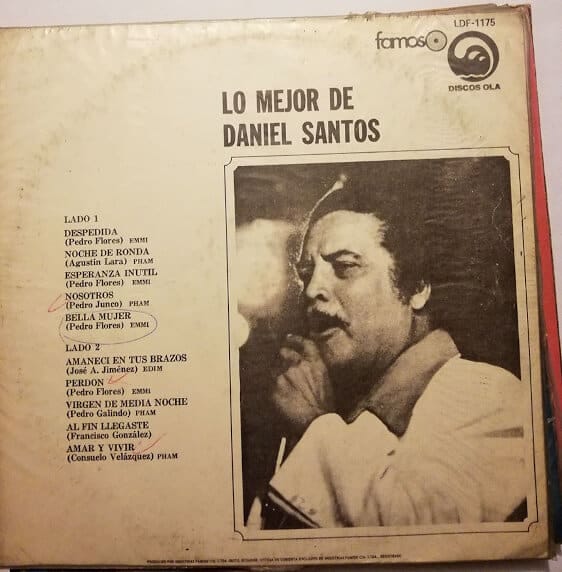 famoso
LDF-1175
DISCOS OLA
LO MEJOR DE
DANIEL SANTOS
LADO 1
DESPEDIDA
(Pedro Flores) EMMI
NOCHE DE RONDA
(Agustín Lara) PHAM
ESPERANZA INUTIL
(Pedro Flores) EMMI
NOSOTROS
(Pedro Junco) PHAM
BELLA MUJER
(Pedro Flores) EMMI
LADO 2
AMANECI EN TUS BRAZOS
(José A. Jiménez) EDIM
PERDON
(Pedro Flores) EMMI
VIRGEN DE MEDIA NOCHE
(Pedro Galindo) PHAM
AL FIN LLEGASTE
(Francisco González)
AMAR Y VIVIR
(Consuelo Velázquez) PHAM